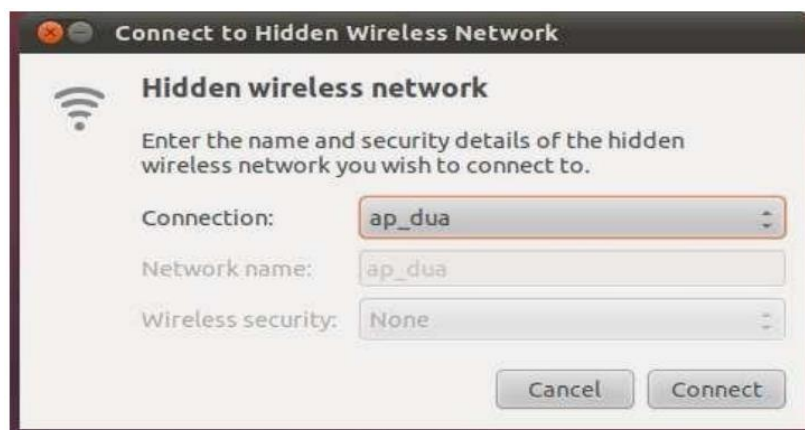 Connect to Hidden Wireless Network
Hidden wireless network
Enter the name and security details of the hidden
wireless network you wish to connect to.
Connection: ap_dua
Network name: ap_dua
Wireless security: None
Cancel Connect